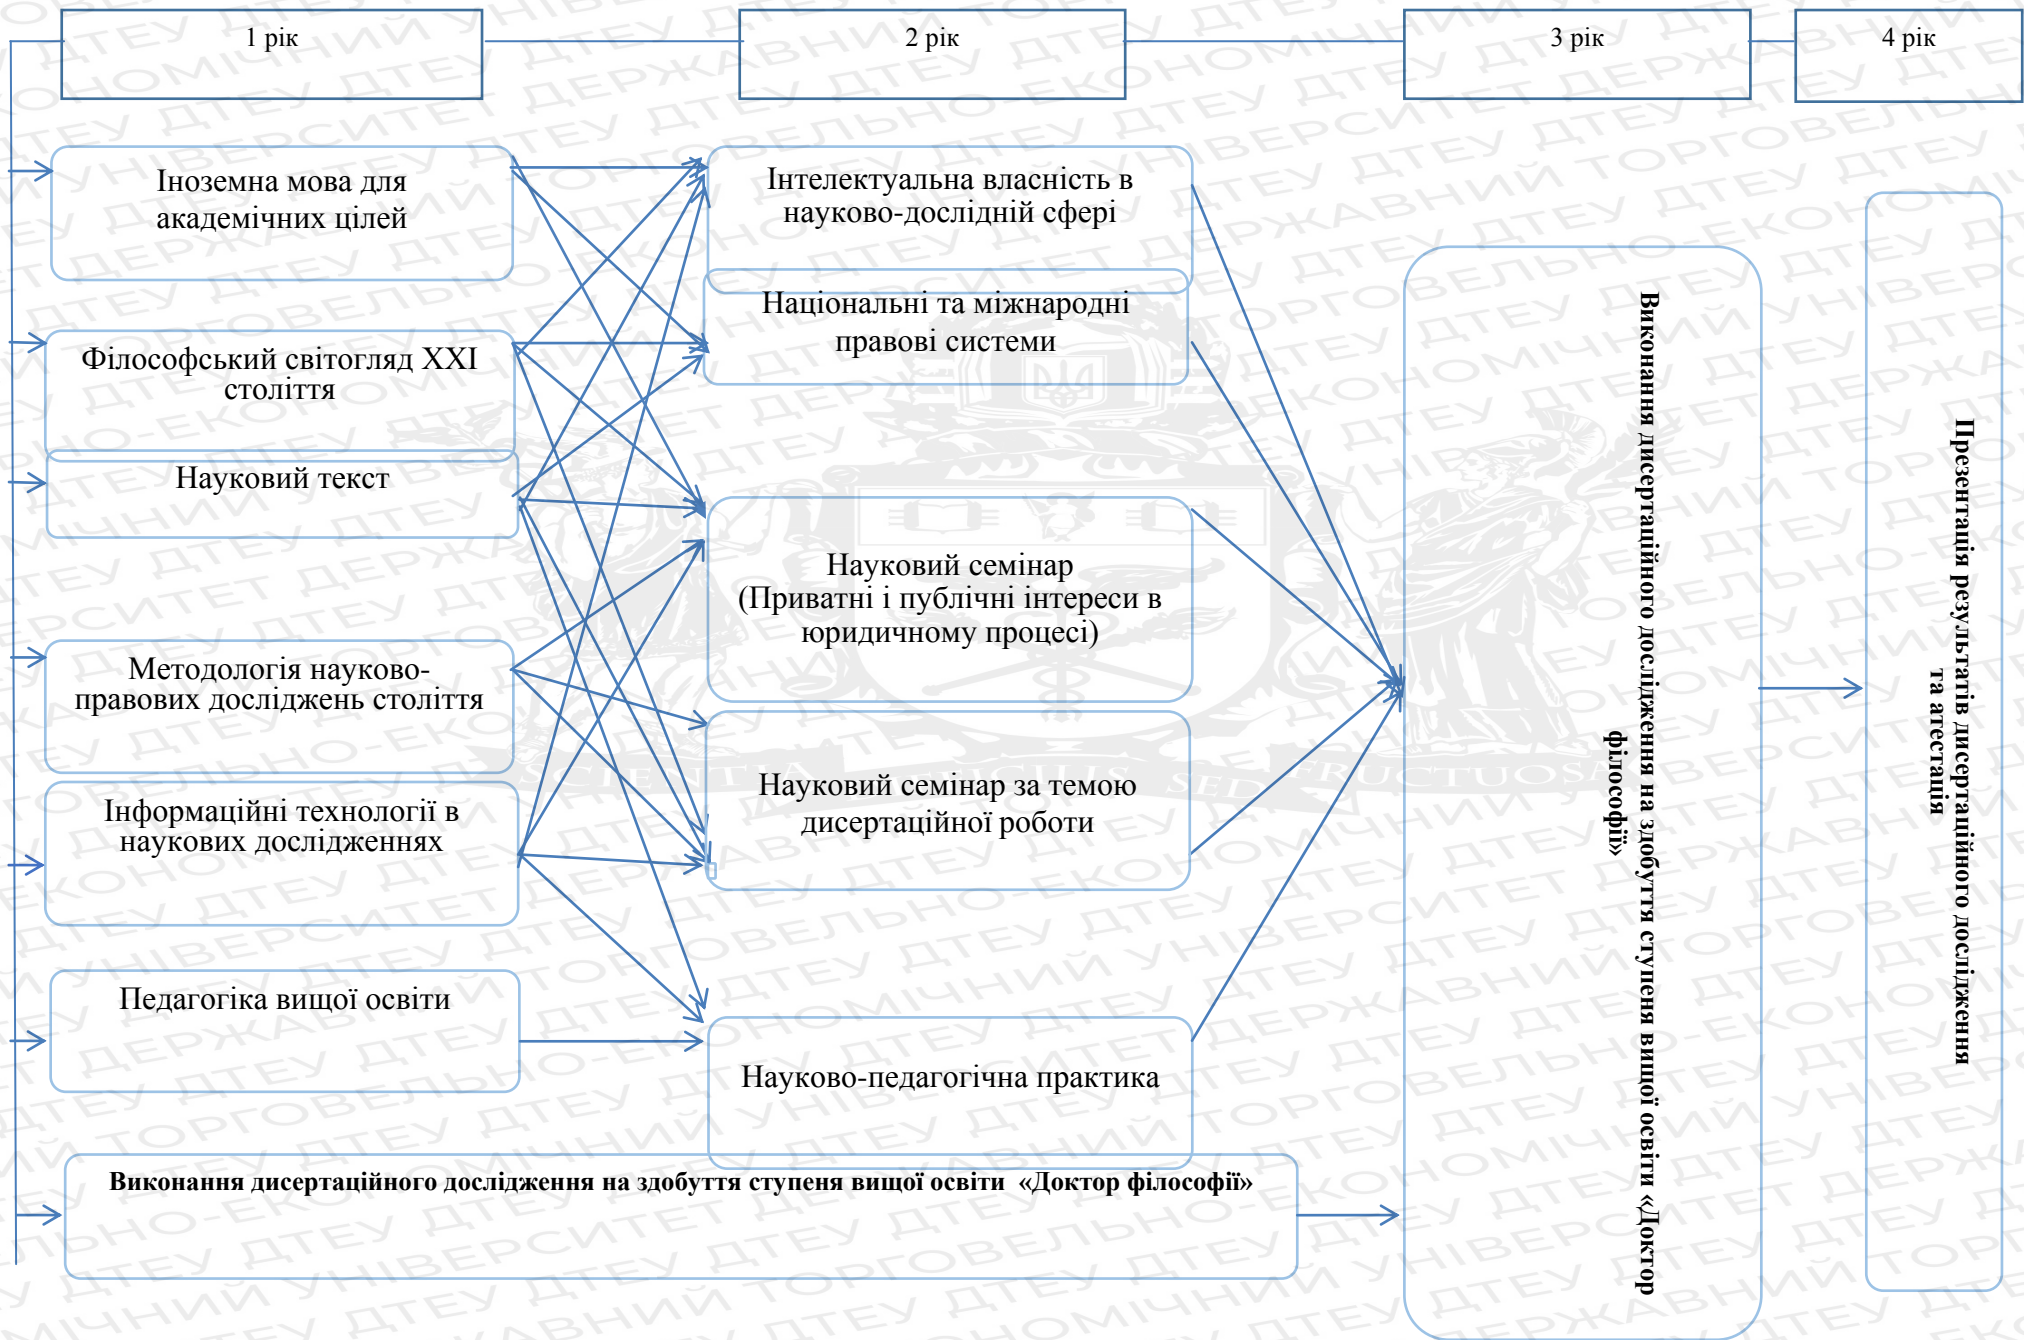 1 рік
2 рік
3 рік
4 рік
Іноземна мова для
академічних цілей
Філософський світогляд ХХІ
століття
Науковий текст
Методологія науково-
правових досліджень століття
Інформаційні технології в
наукових дослідженнях
Педагогіка вищої освіти
Інтелектуальна власність в
науково-дослідній сфері
Національні та міжнародні
правові системи
Науковий семінар
(Приватні і публічні інтереси в
юридичному процесі)
Науковий семінар за темою
дисертаційної роботи
Науково-педагогічна практика
Виконання дисертаційного дослідження на здобуття ступеня вищої освіти «Доктор філософії»
Виконання дисертаційного дослідження на здобуття ступеня вищої освіти «Доктор
філософії»
Презентація результатів дисертаційного дослідження
та атестація